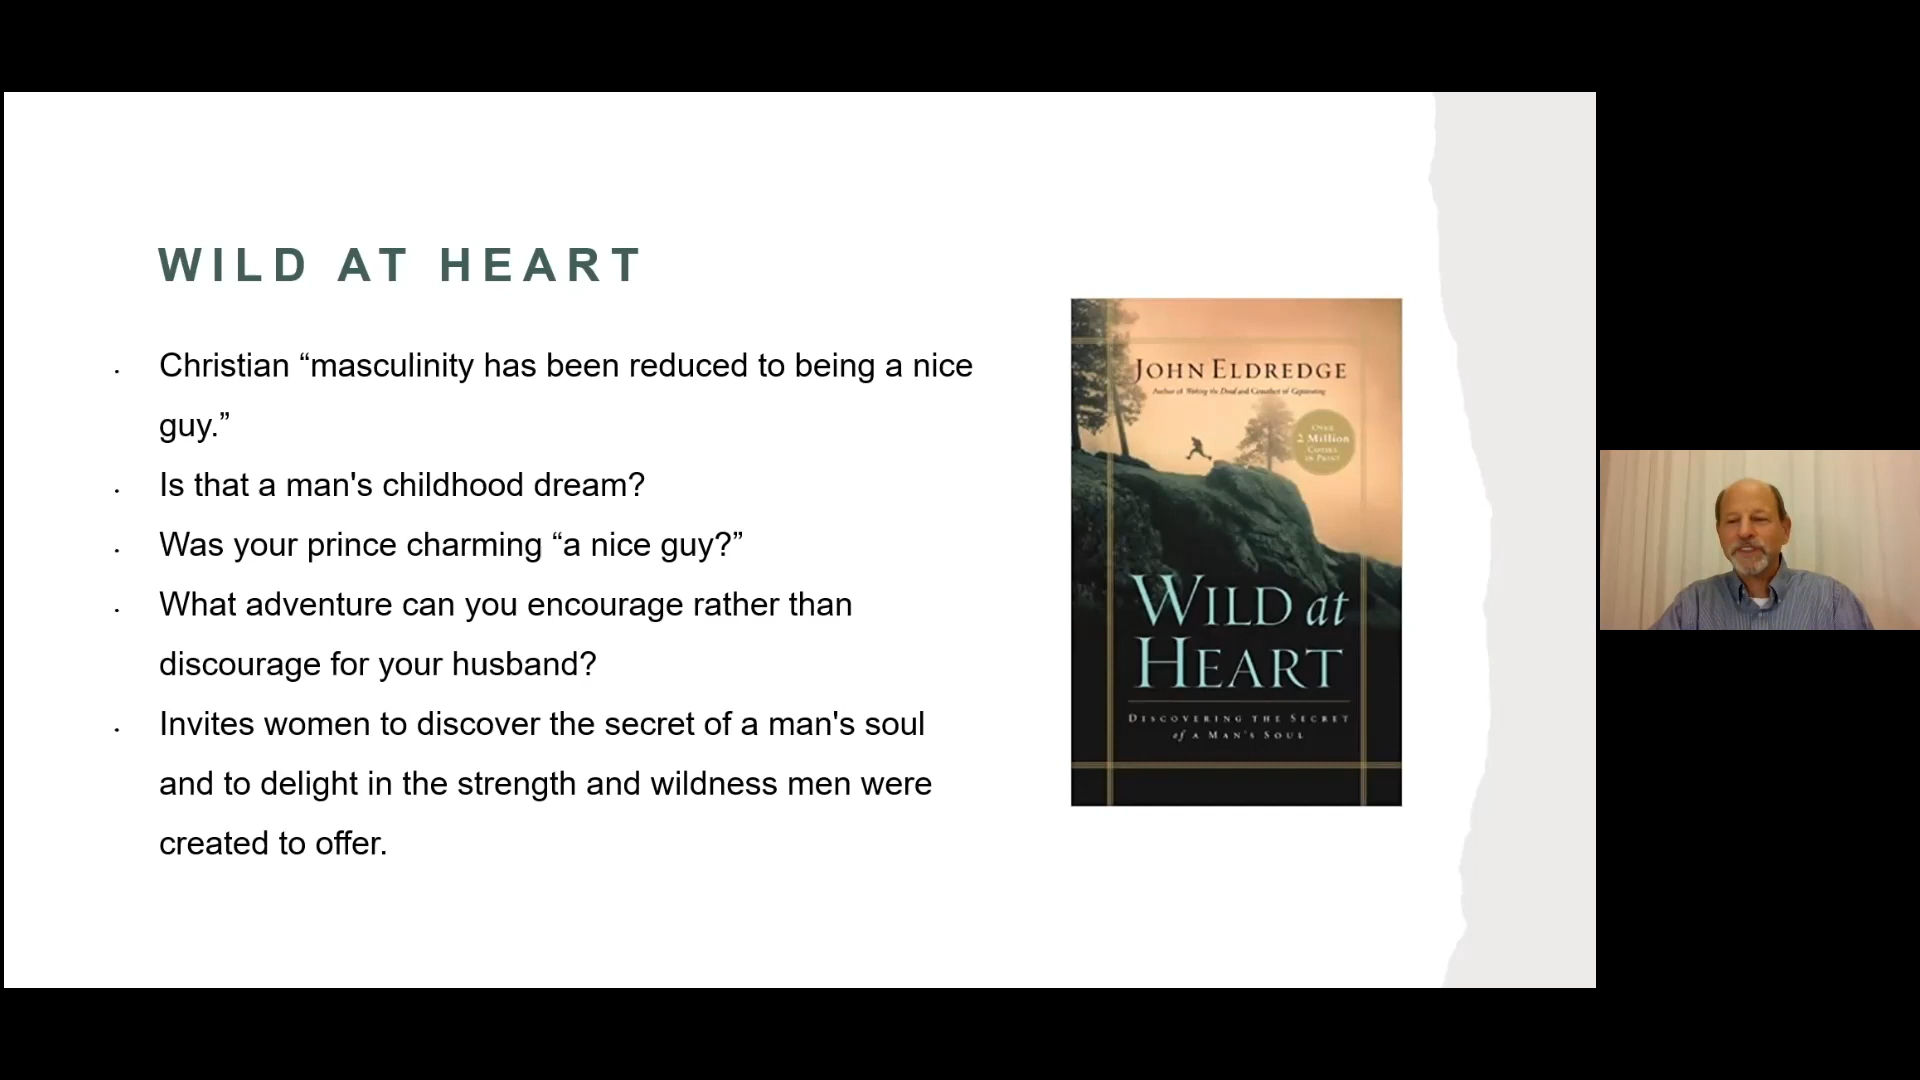 WILD AT HEART
Christian “masculinity has been reduced to being a nice
guy.”
Is that a man's childhood dream?
Was your prince charming “a nice guy?”
What adventure can you encourage rather than
discourage for your husband?
Invites women to discover the secret of a man's soul
and to delight in the strength and wildness men were
created to offer.
JOHN ELDREDGE
Author of Waking the Dead and Coauthor of Captivating
OVER
2 Million
COPIES
IN PRINT
WILD at
HEART
DISCOVERING THE SECRET
of A MAN'S SOUL